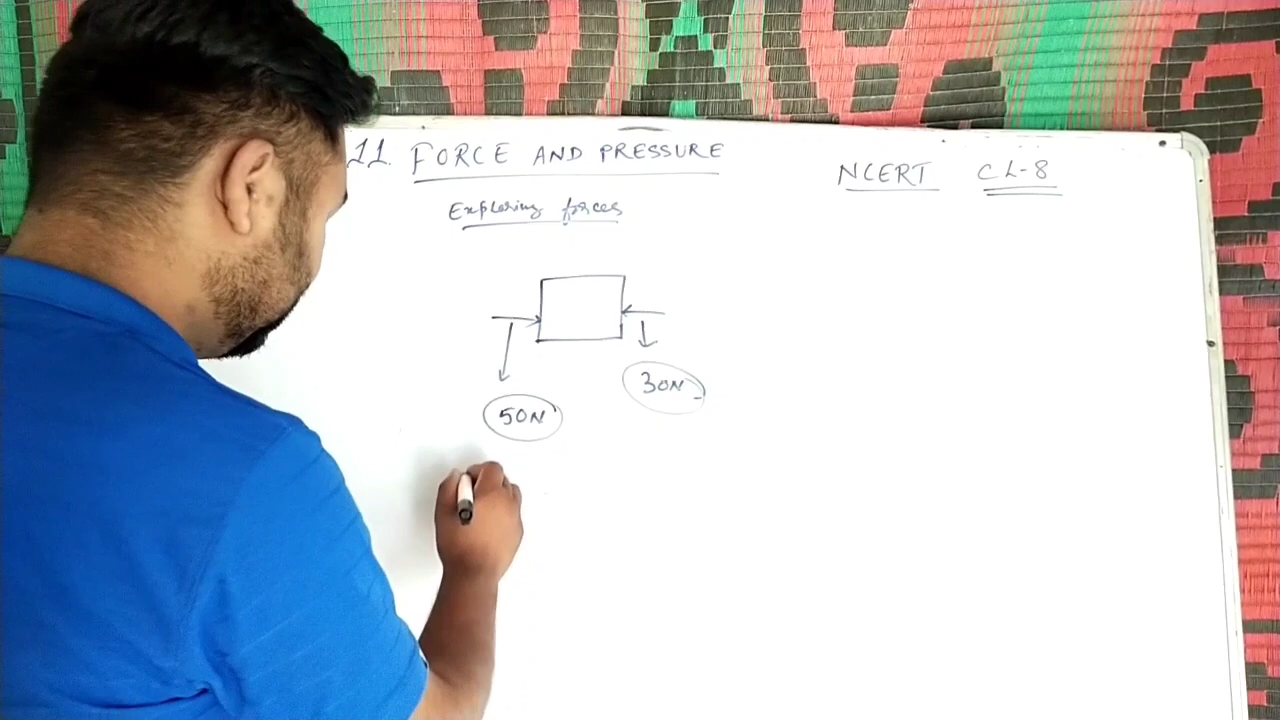 11. FORCE AND PRESSURE
NCERT CL-8
Exploring forces
30N
50N